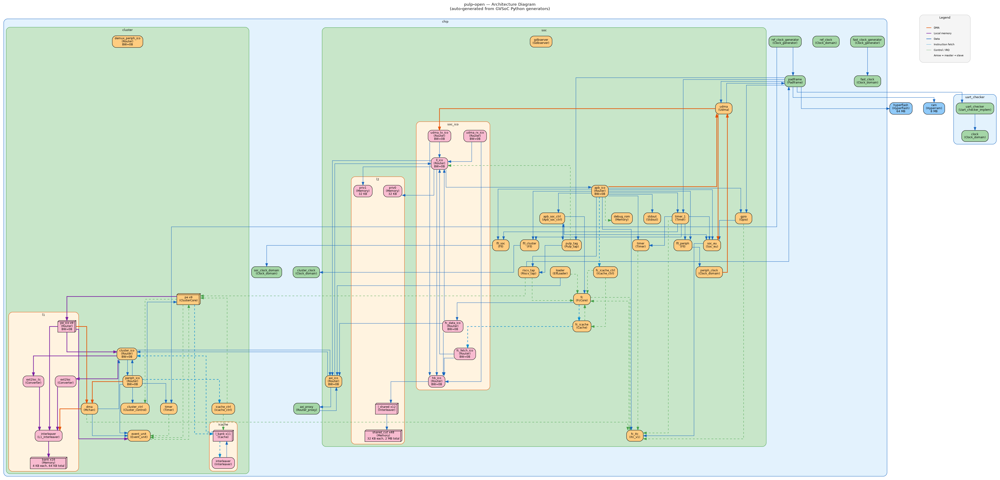 pulp-open — Architecture Diagram
(auto-generated from GVSoC Python generators)
chip
Legend
DMA
Local memory
Data
Instruction fetch
Control / IRQ
Arrow = master → slave
cluster
demux_periph_ico
(Router)
BW=0B
soc
gdbserver
(Gdbserver)
ref_clock_generator
(Clock_generator)
ref_clock
(Clock_domain)
fast_clock_generator
(Clock_generator)
padframe
(Padframe)
fast_clock
(Clock_domain)
uart_checker
uart_checker
(Uart_checker_implem)
clock
(Clock_domain)
hyperflash
(Hyperflash)
64 MB
ram
(Hyperram)
8 MB
udma
(Udma)
soc_ico
udma_tx_ico
(Router)
BW=0B
udma_rx_ico
(Router)
BW=0B
ll_ico
(Router)
BW=0B
l2
priv1
(Memory)
32 KB
priv0
(Memory)
32 KB
apb_ico
(Router)
BW=0B
apb_soc_ctrl
(Apb_soc_ctrl)
debug_rom
(Memory)
stdout
(Stdout)
timer_1
(Timer)
gpio
(Gpio)
fll_soc
(Fll)
fll_cluster
(Fll)
pulp_tag
(Pulp_tap)
timer
(Timer)
fll_periph
(Fll)
soc_eu
(Soc_eu)
soc_clock_domain
(Clock_domain)
cluster_clock
(Clock_domain)
riscv_tap
(Riscv_tap)
loader
(ElfLoader)
fc_icache_ctrl
(Icache_ctrl)
periph_clock
(Clock_domain)
pe x9
(ClusterCore)
fc
(FcCore)
l1
pe_ico x9
(Router)
BW=0B
fc_data_ico
(Router)
BW=0B
fc_icache
(Cache)
cluster_ico
(Router)
BW=0B
fc_fetch_ico
(Router)
BW=0B
ext2loc_ts
(Converter)
ext2loc
(Converter)
periph_ico
(Router)
BW=0B
axi_ico
(Router)
BW=0B
hb_ico
(Router)
BW=0B
dma
(Mchan)
cluster_ctrl
(Cluster_control)
timer
(Timer)
icache_ctrl
(Icache_ctrl)
axi_proxy
(Router_proxy)
l_shared x12
(Interleaver)
icache
interleaver
(L1_interleaver)
event_unit
(Event_unit)
l_bank x11
(Cache)
shared_cut x48
(Memory)
32 KB each, 2 MB total
fc_itc
(Itc_v1)
bank x16
(Memory)
4 KB each, 64 KB total
interleaver
(Interleaver)